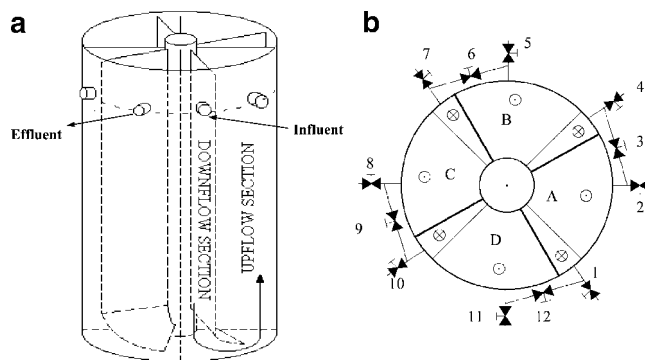 a
Effluent
Influent
DOWNFLOW SECTION
UPFLOW SECTION
b
7
6
5
4
3
2
B
C
A
D
8
9
10
11
12
1